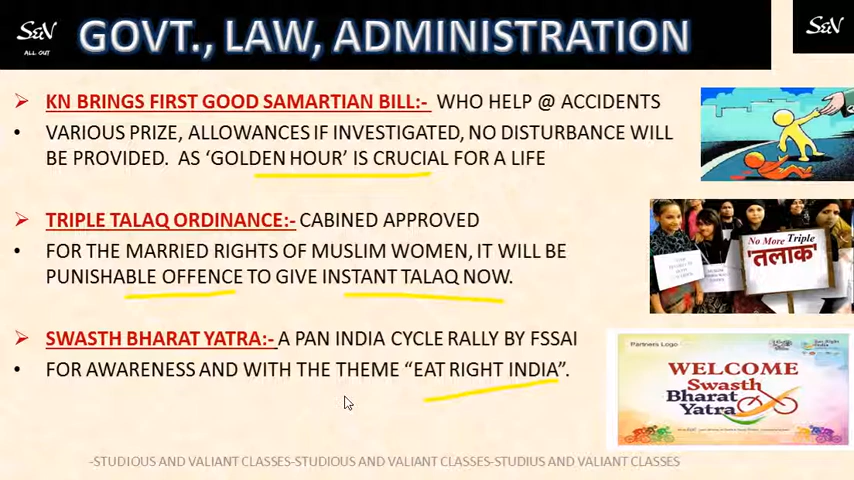 S&V
ALL OUT
GOVT., LAW, ADMINISTRATION
S&V
➢ KN BRINGS FIRST GOOD SAMARTIAN BILL:- WHO HELP @ ACCIDENTS
• VARIOUS PRIZE, ALLOWANCES IF INVESTIGATED, NO DISTURBANCE WILL
BE PROVIDED. AS ‘GOLDEN HOUR’ IS CRUCIAL FOR A LIFE
➢ TRIPLE TALAQ ORDINANCE:- CABINED APPROVED
• FOR THE MARRIED RIGHTS OF MUSLIM WOMEN, IT WILL BE
PUNISHABLE OFFENCE TO GIVE INSTANT TALAQ NOW.
No More Triple
'तलाक'
➢ SWASTH BHARAT YATRA:- A PAN INDIA CYCLE RALLY BY FSSAI
• FOR AWARENESS AND WITH THE THEME “EAT RIGHT INDIA”.
Partners Logo
WELCOME
Swasth
Bharat
Yatra
-STUDIOUS AND VALIANT CLASSES-STUDIOUS AND VALIANT CLASSES-STUDIUS AND VALIANT CLASSES